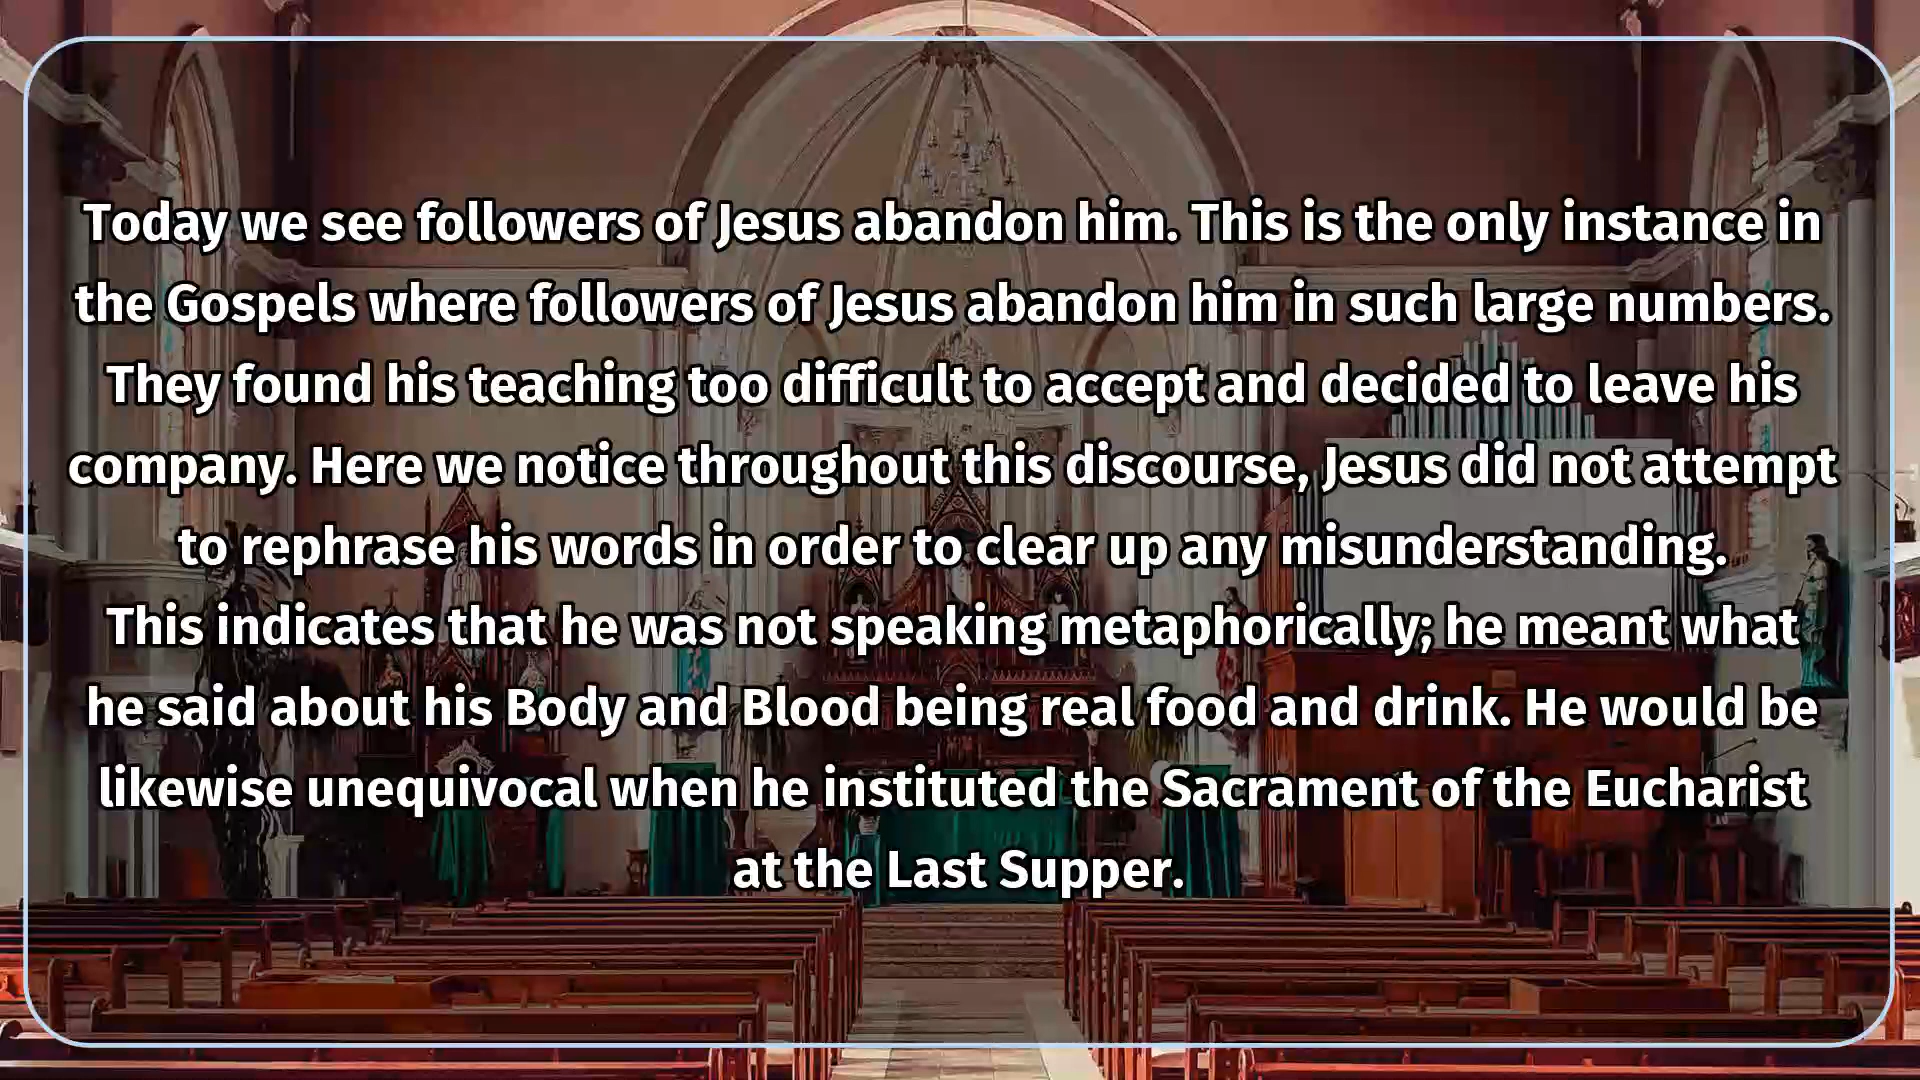 Today we see followers of Jesus abandon him. This is the only instance in
the Gospels where followers of Jesus abandon him in such large numbers.
They found his teaching too difficult to accept and decided to leave his
company. Here we notice throughout this discourse, Jesus did not attempt
to rephrase his words in order to clear up any misunderstanding.
This indicates that he was not speaking metaphorically; he meant what
he said about his Body and Blood being real food and drink. He would be
likewise unequivocal when he instituted the Sacrament of the Eucharist
at the Last Supper.